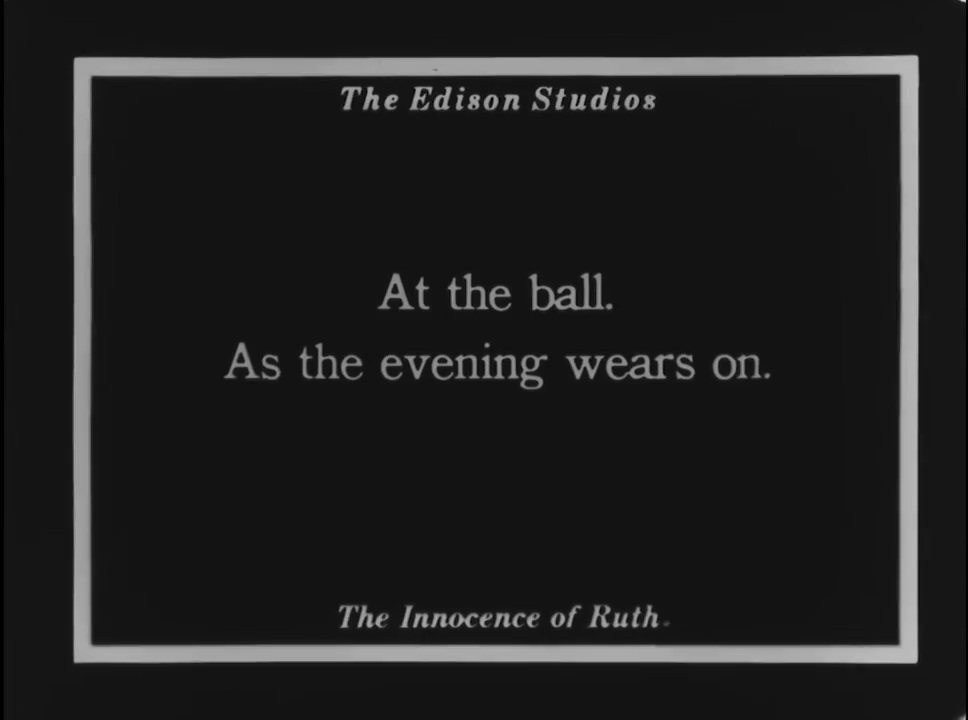 The Edison Studios
At the ball.
As the evening wears on.
The Innocence of Ruth.